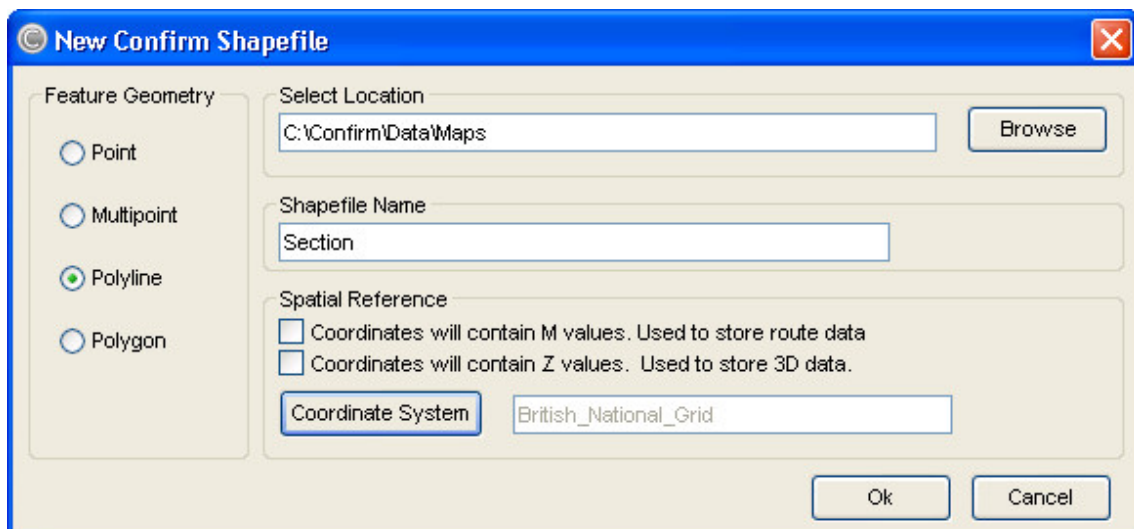 New Confirm Shapefile
Feature Geometry
Point
Multipoint
Polyline
Polygon
Select Location
C:\Confirm\Data\Maps
Browse
Shapefile Name
Section
Spatial Reference
Coordinates will contain M values. Used to store route data
Coordinates will contain Z values. Used to store 3D data.
Coordinate System
British_National_Grid
Ok
Cancel